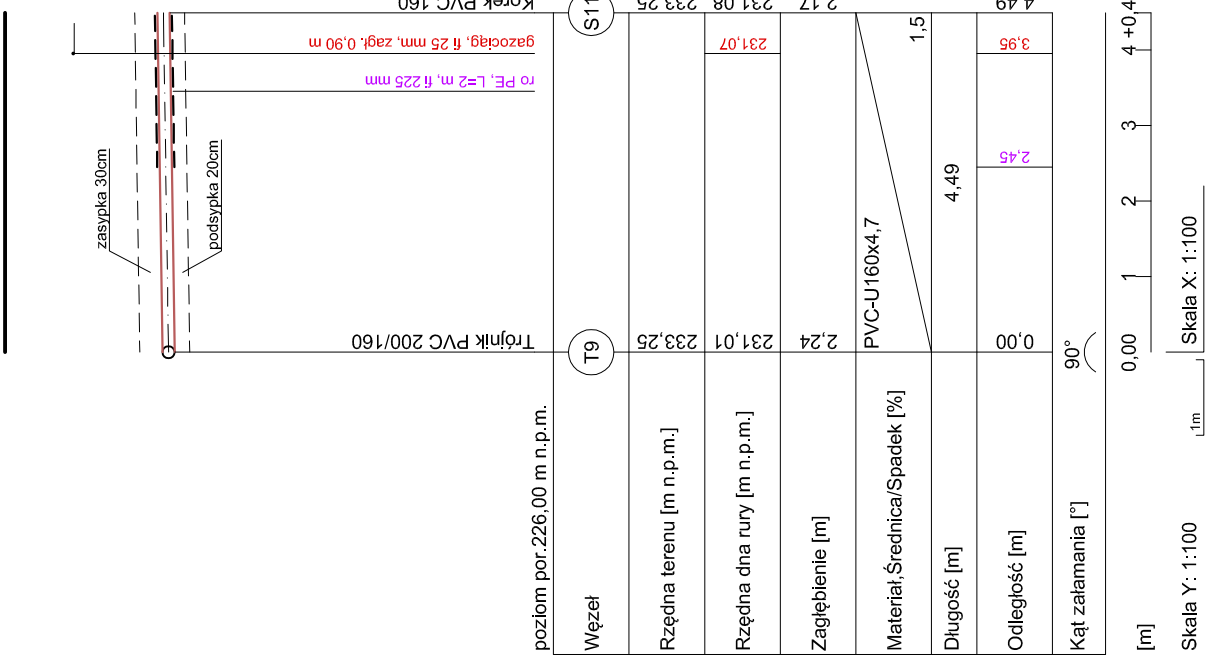 zasypka 30cm
podsypka 20cm
Korek PVC 160
gazociąg, fi 25 mm, zagł. 0,90 m
ro PE, L=2 m, fi 225 mm
Trójnik PVC 200/160
poziom por.226,00 m n.p.m.
Węzeł
T9
S11
Rzędna terenu [m n.p.m.]
233,25
233,25
Rzędna dna rury [m n.p.m.]
231,01
231,07
231,08
Zagłębienie [m]
2,24
2,17
Materiał,Średnica/Spadek [%]
PVC-U160x4,7
1,5
Długość [m]
4,49
Odległość [m]
0,00
2,45
3,95
4,49
Kąt załamania [°]
90°
[m]
0,00
1
2
3
4
Skala Y: 1:100
1m
Skala X: 1:100